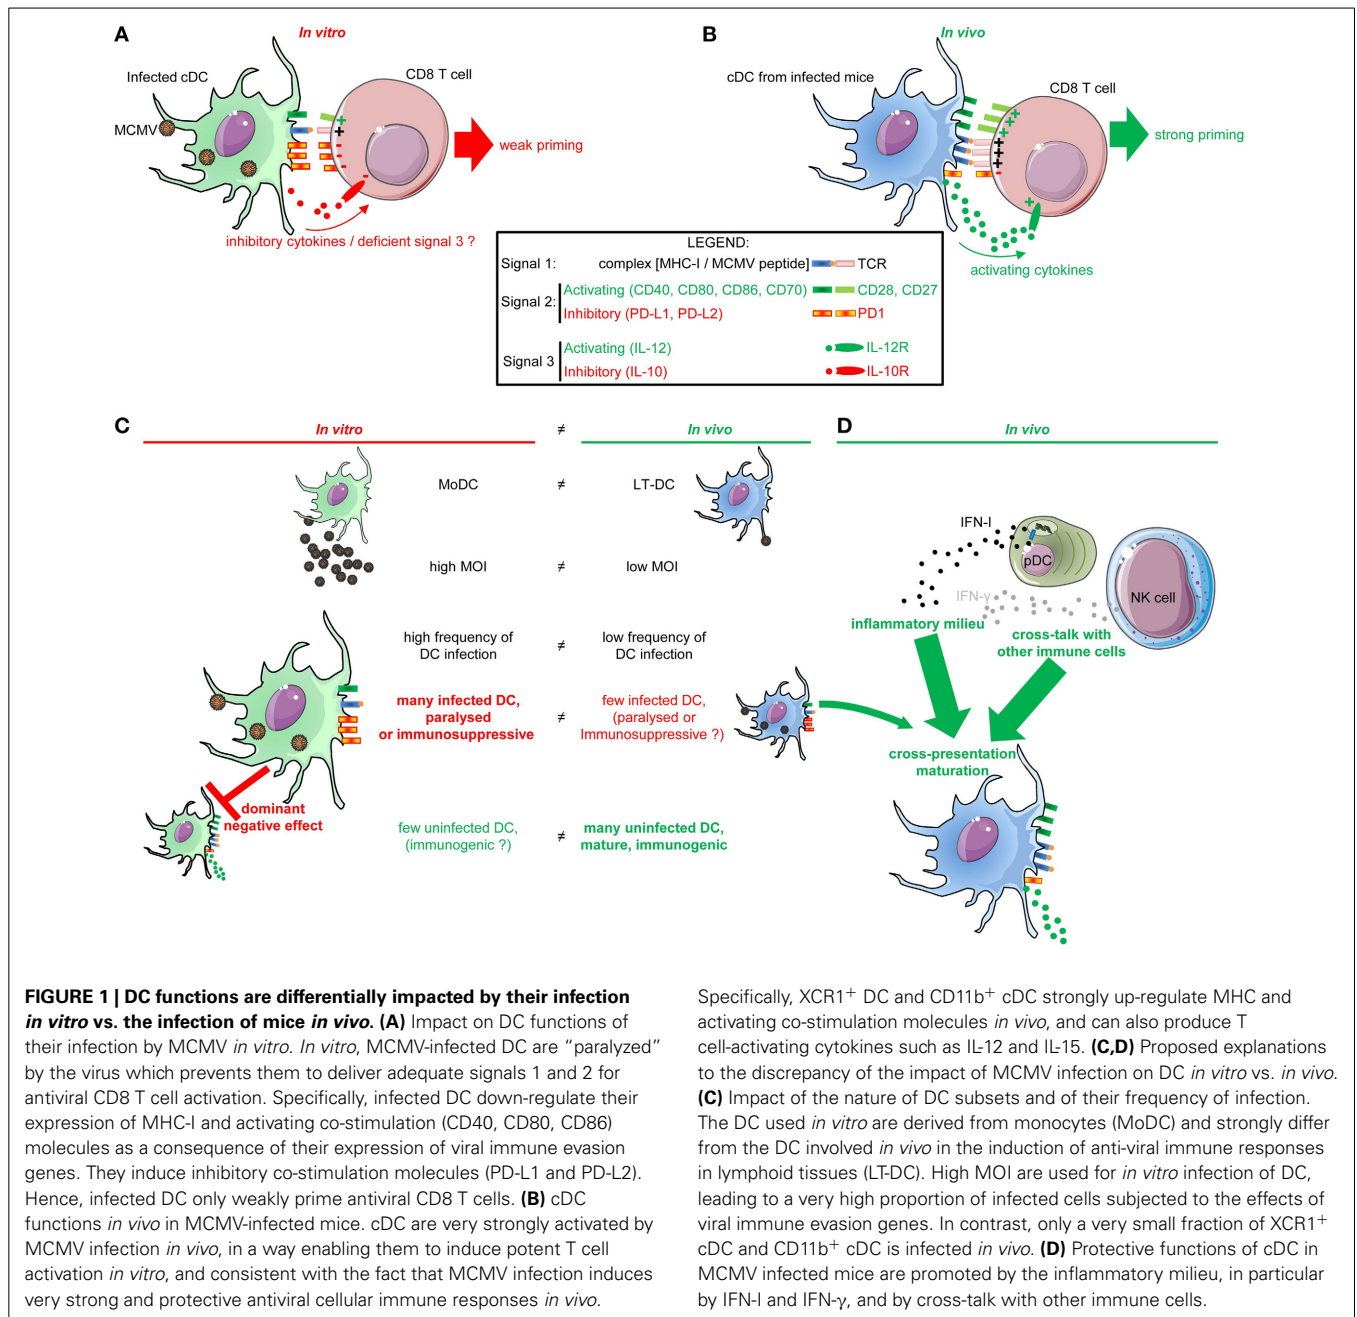 A
In vitro
Infected cDC
CD8 T cell
MCMV
weak priming
inhibitory cytokines / deficient signal 3 ?
B
In vivo
cDC from infected mice
CD8 T cell
strong priming
activating cytokines
LEGEND:
Signal 1: complex [MHC-I / MCMV peptide] TCR
Signal 2: Activating (CD40, CD80, CD86, CD70) CD28, CD27
Inhibitory (PD-L1, PD-L2) PD1
Signal 3 Activating (IL-12) IL-12R
Inhibitory (IL-10) IL-10R
C
In vitro ≠ In vivo
MoDC ≠ LT-DC
high MOI ≠ low MOI
high frequency of
DC infection
≠
low frequency of
DC infection
many infected DC,
paralysed
or immunosuppressive
≠
few infected DC,
(paralysed or
Immunosuppressive ?)
dominant
negative effect
few uninfected DC,
(immunogenic ?)
≠
many uninfected DC,
mature, immunogenic
D
In vivo
IFN-I
pDC
IFN-γ
NK cell
inflammatory milieu
cross-talk with
other immune cells
cross-presentation
maturation
FIGURE 1 | DC functions are differentially impacted by their infection
in vitro vs. the infection of mice in vivo. (A) Impact on DC functions of
their infection by MCMV in vitro. In vitro, MCMV-infected DC are “paralyzed”
by the virus which prevents them to deliver adequate signals 1 and 2 for
antiviral CD8 T cell activation. Specifically, infected DC down-regulate their
expression of MHC-I and activating co-stimulation (CD40, CD80, CD86)
molecules as a consequence of their expression of viral immune evasion
genes. They induce inhibitory co-stimulation molecules (PD-L1 and PD-L2).
Hence, infected DC only weakly prime antiviral CD8 T cells. (B) cDC
functions in vivo in MCMV-infected mice. cDC are very strongly activated by
MCMV infection in vivo, in a way enabling them to induce potent T cell
activation in vitro, and consistent with the fact that MCMV infection induces
very strong and protective antiviral cellular immune responses in vivo.
Specifically, XCR1⁺ DC and CD11b⁺ cDC strongly up-regulate MHC and
activating co-stimulation molecules in vivo, and can also produce T
cell-activating cytokines such as IL-12 and IL-15. (C,D) Proposed explanations
to the discrepancy of the impact of MCMV infection on DC in vitro vs. in vivo.
(C) Impact of the nature of DC subsets and of their frequency of infection.
The DC used in vitro are derived from monocytes (MoDC) and strongly differ
from the DC involved in vivo in the induction of anti-viral immune responses
in lymphoid tissues (LT-DC). High MOI are used for in vitro infection of DC,
leading to a very high proportion of infected cells subjected to the effects of
viral immune evasion genes. In contrast, only a very small fraction of XCR1⁺
cDC and CD11b⁺ cDC is infected in vivo. (D) Protective functions of cDC in
MCMV infected mice are promoted by the inflammatory milieu, in particular
by IFN-I and IFN-γ, and by cross-talk with other immune cells.